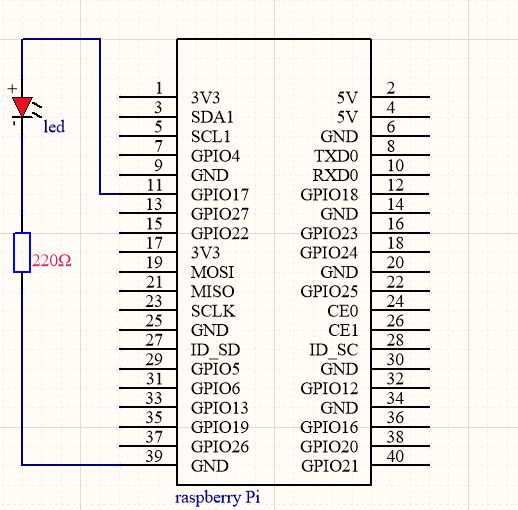 1 3V3 5V 2
3 SDA1 5V 4
5 SCL1 GND 6
7 GPIO4 TXD0 8
9 GND RXD0 10
11 GPIO17 GPIO18 12
13 GPIO27 GND 14
15 GPIO22 GPIO23 16
17 3V3 GPIO24 18
19 MOSI GND 20
21 MISO GPIO25 22
23 SCLK CE0 24
25 GND CE1 26
27 ID_SD ID_SC 28
29 GPIO5 GND 30
31 GPIO6 GPIO12 32
33 GPIO13 GND 34
35 GPIO19 GPIO16 36
37 GPIO26 GPIO20 38
39 GND GPIO21 40
+
-
led
220Ω
raspberry Pi